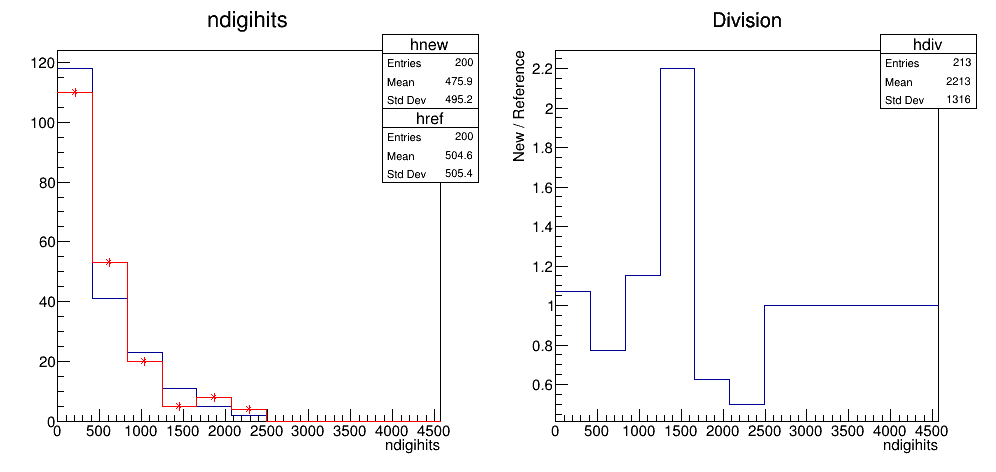 ndigihits
hnew
Entries 200
Mean 475.9
Std Dev 495.2
href
Entries 200
Mean 504.6
Std Dev 505.4
120
100
80
60
40
20
0
0 500 1000 1500 2000 2500 3000 3500 4000 4500
ndigihits
Division
hdiv
Entries 213
Mean 2213
Std Dev 1316
New / Reference
2.2
2
1.8
1.6
1.4
1.2
1
0.8
0.6
0 500 1000 1500 2000 2500 3000 3500 4000 4500
ndigihits